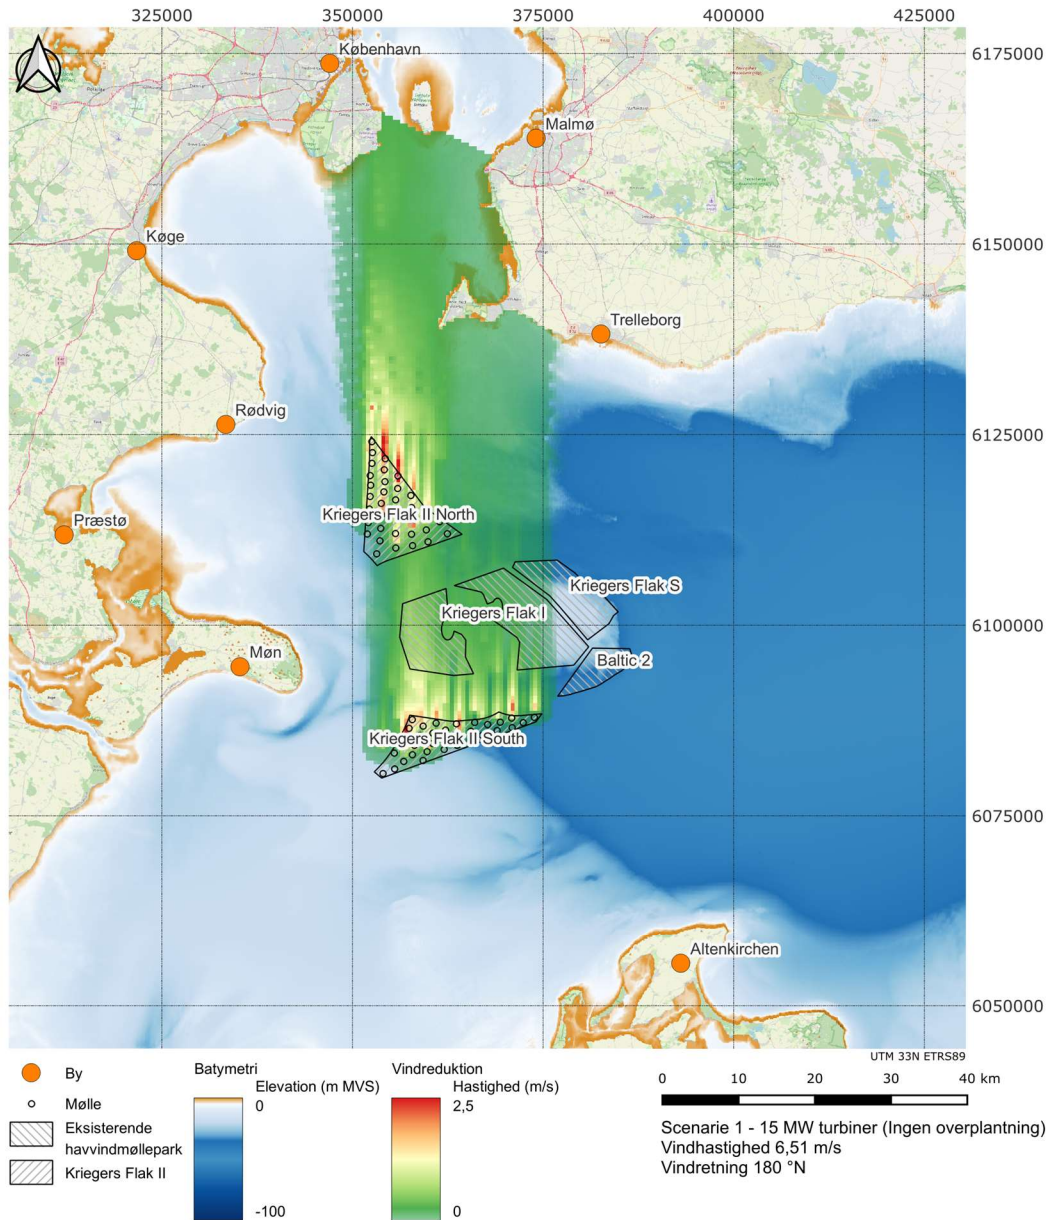 325000 350000 375000 400000 425000
6175000
København
Malmø
Køge
6150000
Trelleborg
Rødvig
6125000
Kriegers Flak II North
Præstø
Kriegers Flak S
Kriegers Flak I
6100000
Møn
Baltic 2
Kriegers Flak II South
6075000
Altenkirchen
6050000
UTM 33N ETRS89
By
Mølle
Eksisterende
havvindmøllepark
Kriegers Flak II
Batymetri
Elevation (m MVS)
0
-100
Vindreduktion
Hastighed (m/s)
2,5
0
0 10 20 30 40 km
Scenarie 1 - 15 MW turbiner (Ingen overplantning)
Vindhastighed 6,51 m/s
Vindretning 180 °N